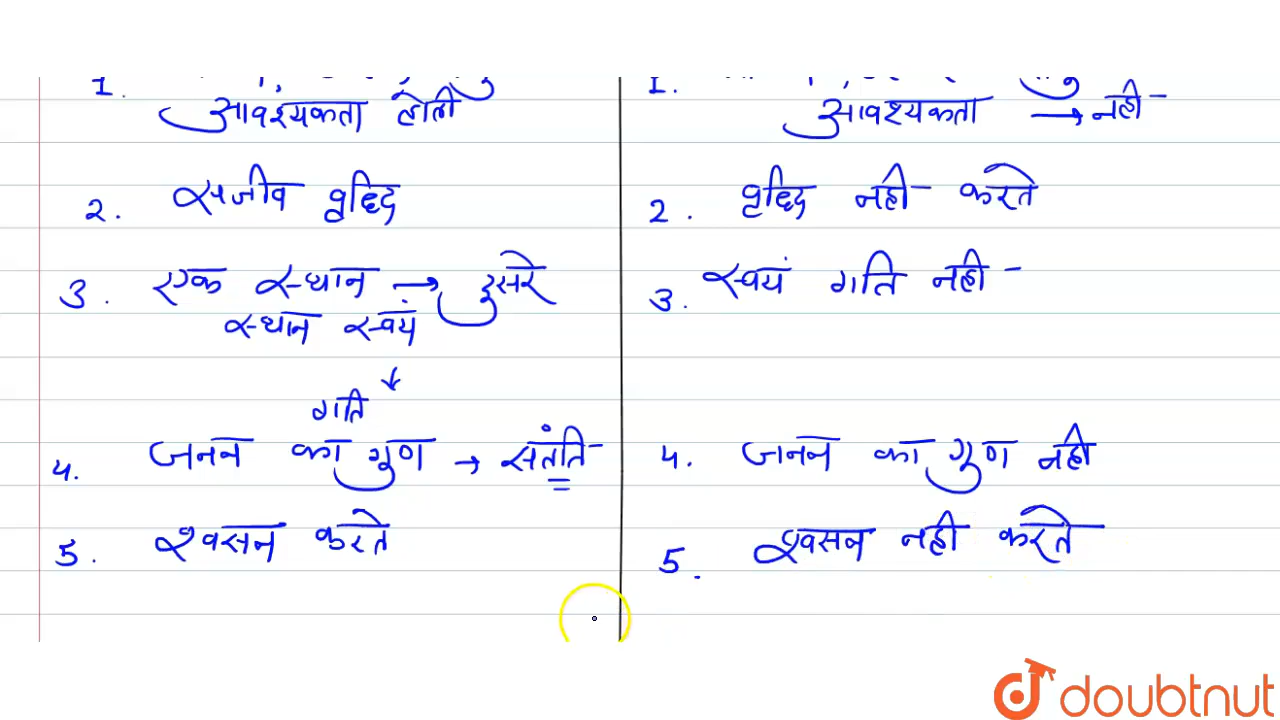 1.
आवश्यकता होती
2. सजीव वृद्धि
3. एक स्थान → दुसरे
स्थान स्वयं
↓
गति
4. जनन का गुण → संतति
5. श्वसन करते
1.
आवश्यकता → नही
2. वृद्धि नही करते
3. स्वयं गति नही
4. जनन का गुण नही
5. श्वसन नही करते
doubtnut